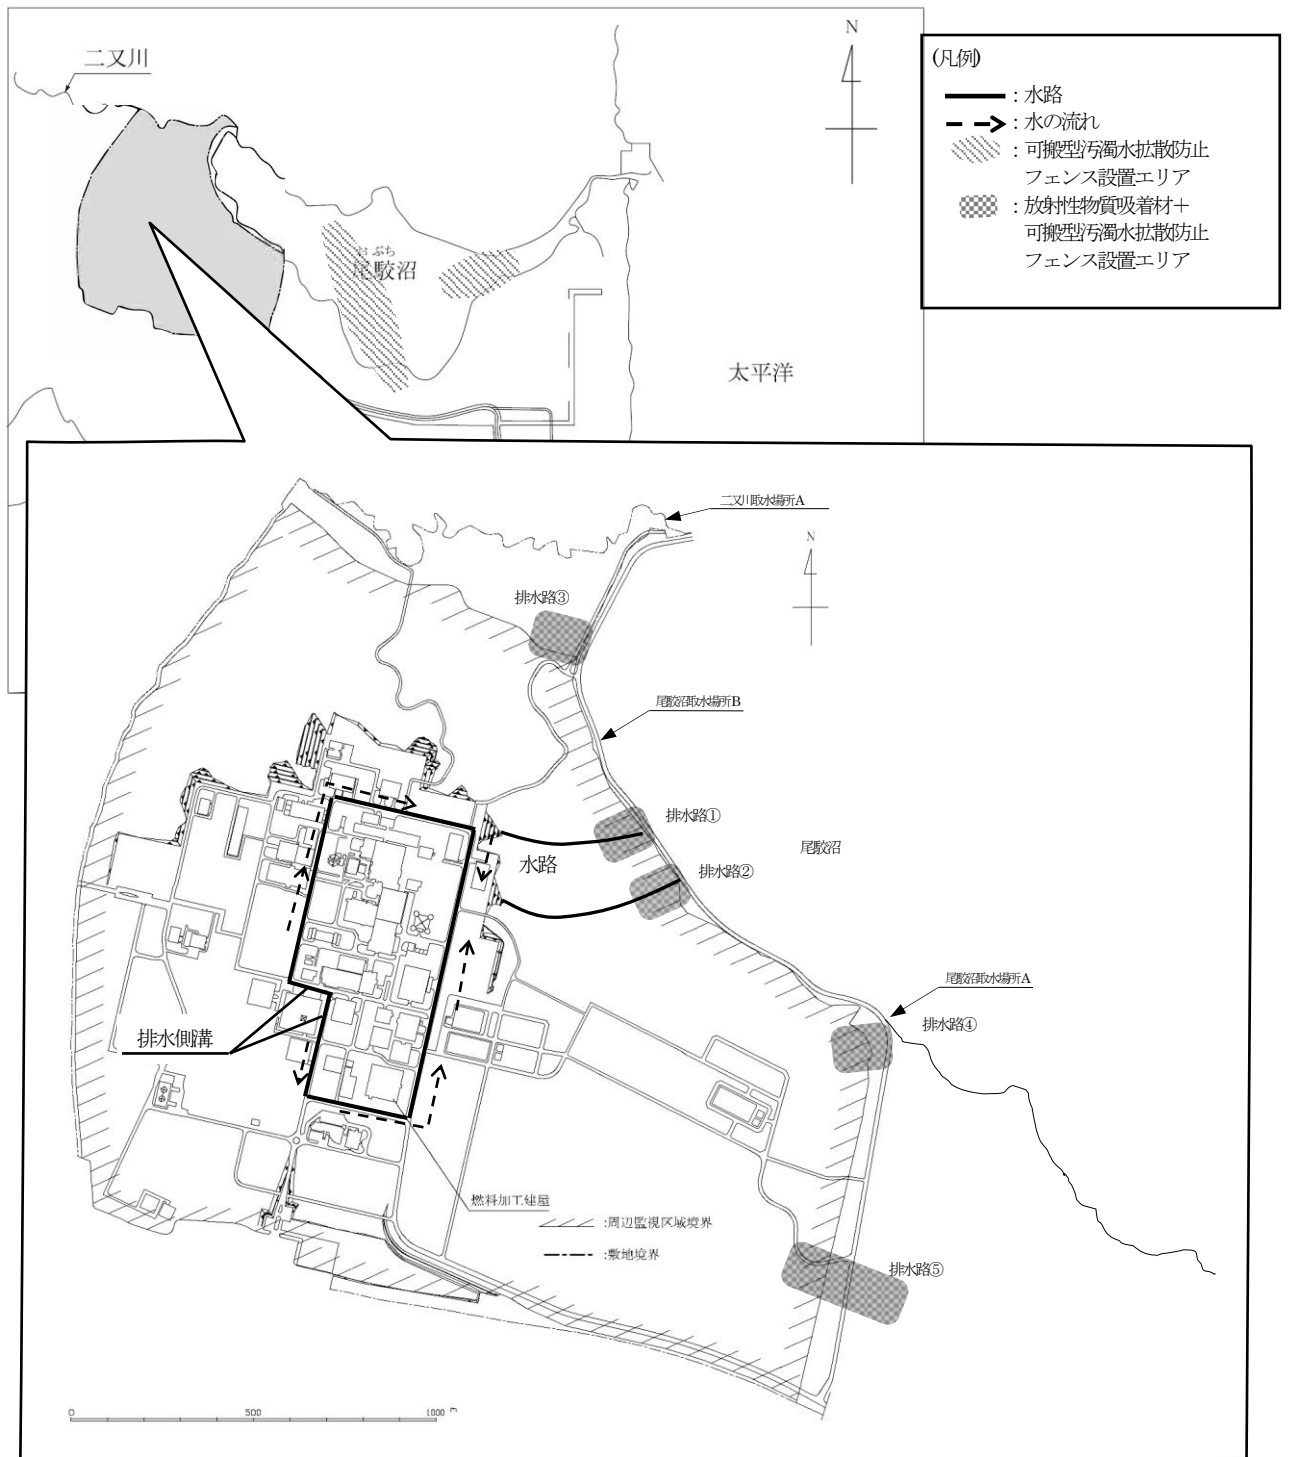 二又川
N
おぶち
尾駮沼
太平洋
(凡例)
：水路
：水の流れ
：可搬型汚濁水拡散防止
フェンス設置エリア
：放射性物質吸着材＋
可搬型汚濁水拡散防止
フェンス設置エリア
二又川取水場所A
N
排水路③
尾駮沼取水場所B
排水路①
尾駮沼
水路
排水路②
尾駮沼取水場所A
排水路④
排水側溝
燃料加工建屋
:周辺監視区域境界
:敷地境界
排水路⑤
0 500 1000 m